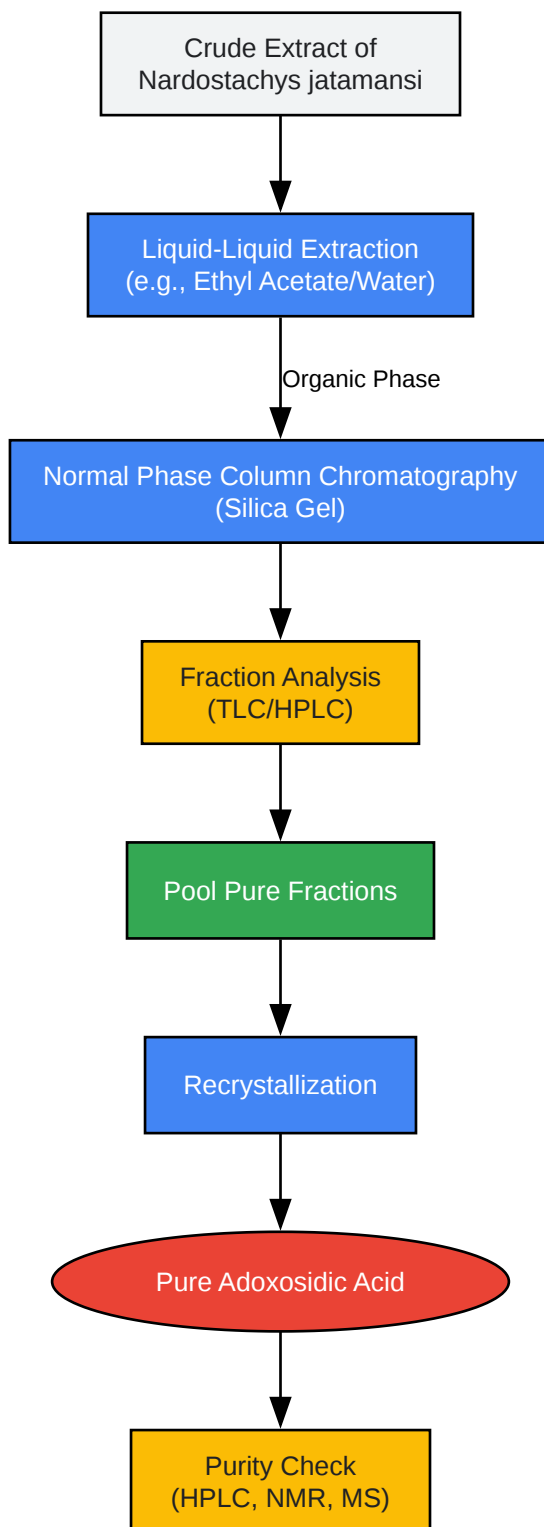 Crude Extract of
Nardostachys jatamansi
Liquid-Liquid Extraction
(e.g., Ethyl Acetate/Water)
Organic Phase
Normal Phase Column Chromatography
(Silica Gel)
Fraction Analysis
(TLC/HPLC)
Pool Pure Fractions
Recrystallization
Pure Adoxosidic Acid
Purity Check
(HPLC, NMR, MS)